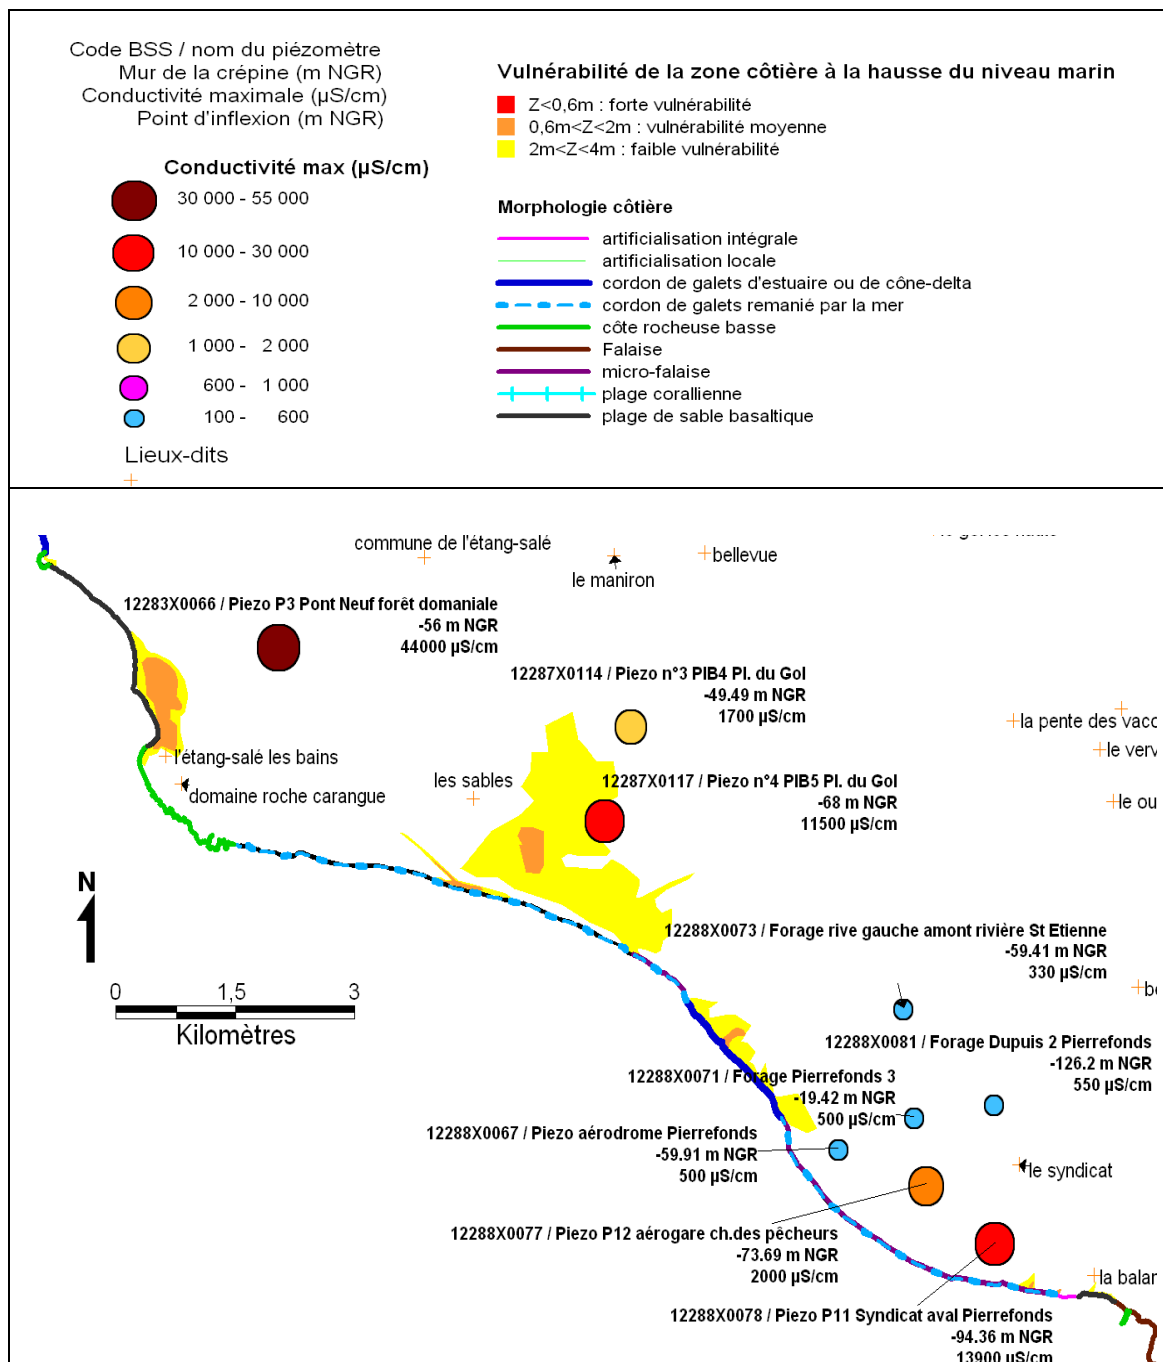 Code BSS / nom du piézomètre
Mur de la crépine (m NGR)
Conductivité maximale (µS/cm)
Point d'inflexion (m NGR)
Conductivité max (µS/cm)
30 000 - 55 000
10 000 - 30 000
2 000 - 10 000
1 000 - 2 000
600 - 1 000
100 - 600
Lieux-dits
Vulnérabilité de la zone côtière à la hausse du niveau marin
Z<0,6m : forte vulnérabilité
0,6m<Z<2m : vulnérabilité moyenne
2m<Z<4m : faible vulnérabilité
Morphologie côtière
artificialisation intégrale
artificialisation locale
cordon de galets d'estuaire ou de cône-delta
cordon de galets remanié par la mer
côte rocheuse basse
Falaise
micro-falaise
plage corallienne
plage de sable basaltique
commune de l'étang-salé
le maniron
bellevue
12283X0066 / Piezo P3 Pont Neuf forêt domaniale
-56 m NGR
44000 µS/cm
12287X0114 / Piezo n°3 PIB4 Pl. du Gol
-49.49 m NGR
1700 µS/cm
la pente des vacc
le verv
l'étang-salé les bains
domaine roche carangue
les sables
12287X0117 / Piezo n°4 PIB5 Pl. du Gol
-68 m NGR
11500 µS/cm
le ou
N
0 1,5 3
Kilomètres
12288X0073 / Forage rive gauche amont rivière St Etienne
-59.41 m NGR
330 µS/cm
be
12288X0081 / Forage Dupuis 2 Pierrefonds
-126.2 m NGR
550 µS/cm
12288X0071 / Forage Pierrefonds 3
-19.42 m NGR
500 µS/cm
12288X0067 / Piezo aérodrome Pierrefonds
-59.91 m NGR
500 µS/cm
le syndicat
12288X0077 / Piezo P12 aérogare ch.des pêcheurs
-73.69 m NGR
2000 µS/cm
la balan
12288X0078 / Piezo P11 Syndicat aval Pierrefonds
-94.36 m NGR
13900 µS/cm